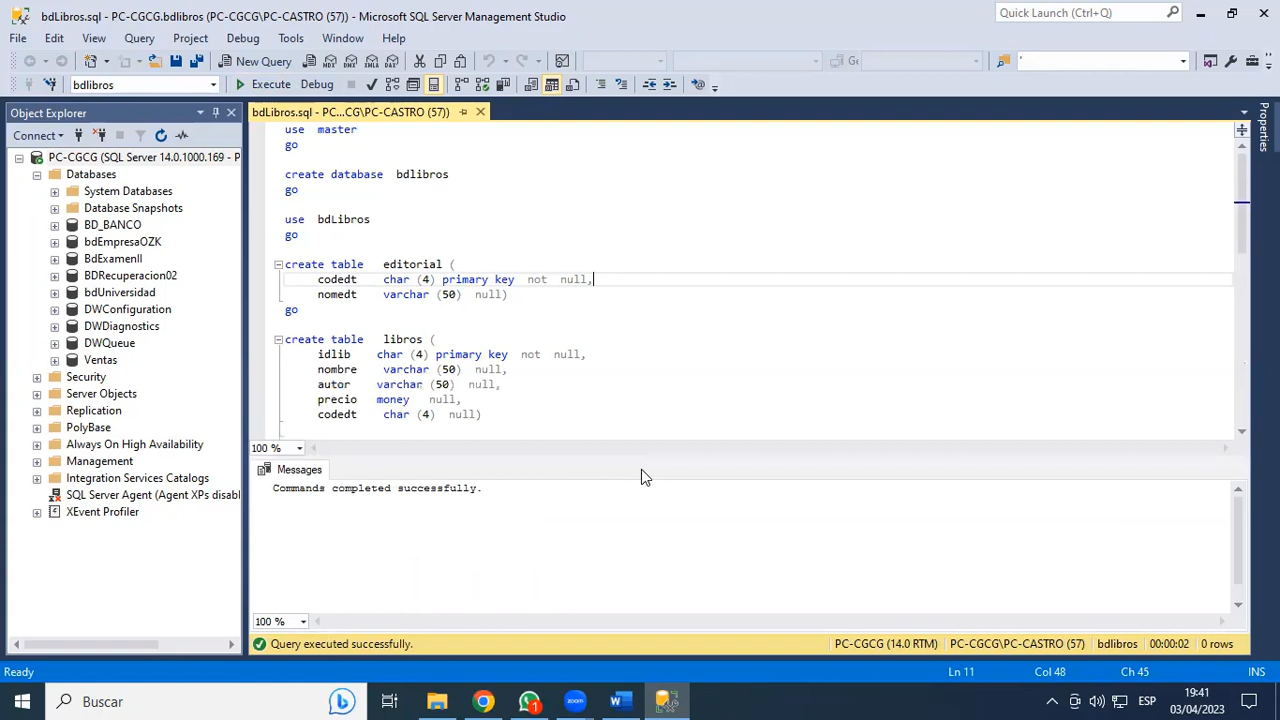 bdLibros.sql - PC-CGCG.bdlibros (PC-CGCG\PC-CASTRO (57)) - Microsoft SQL Server Management Studio
Quick Launch (Ctrl+Q)
File Edit View Query Project Debug Tools Window Help
New Query
MDX DMX XMLA DAX
Ge
'
bdlibros
Execute Debug
Object Explorer
bdLibros.sql - PC...CG\PC-CASTRO (57))
Properties
Connect
PC-CGCG (SQL Server 14.0.1000.169 - P
Databases
System Databases
Database Snapshots
BD_BANCO
bdEmpresaOZK
bdExamenII
BDRecuperacion02
bdUniversidad
DWConfiguration
DWDiagnostics
DWQueue
Ventas
Security
Server Objects
Replication
PolyBase
Always On High Availability
Management
Integration Services Catalogs
SQL Server Agent (Agent XPs disabl
XEvent Profiler
use master
go
create database bdlibros
go
use bdLibros
go
create table editorial (
codedt char (4) primary key not null,
nomedt varchar (50) null)
go
create table libros (
idlib char (4) primary key not null,
nombre varchar (50) null,
autor varchar (50) null,
precio money null,
codedt char (4) null)
100 %
Messages
Commands completed successfully.
100 %
Query executed successfully.
PC-CGCG (14.0 RTM) PC-CGCG\PC-CASTRO (57) bdlibros 00:00:02 0 rows
Ready
Ln 11 Col 48 Ch 45 INS
Buscar
1
zoom
W
ESP
19:41
03/04/2023